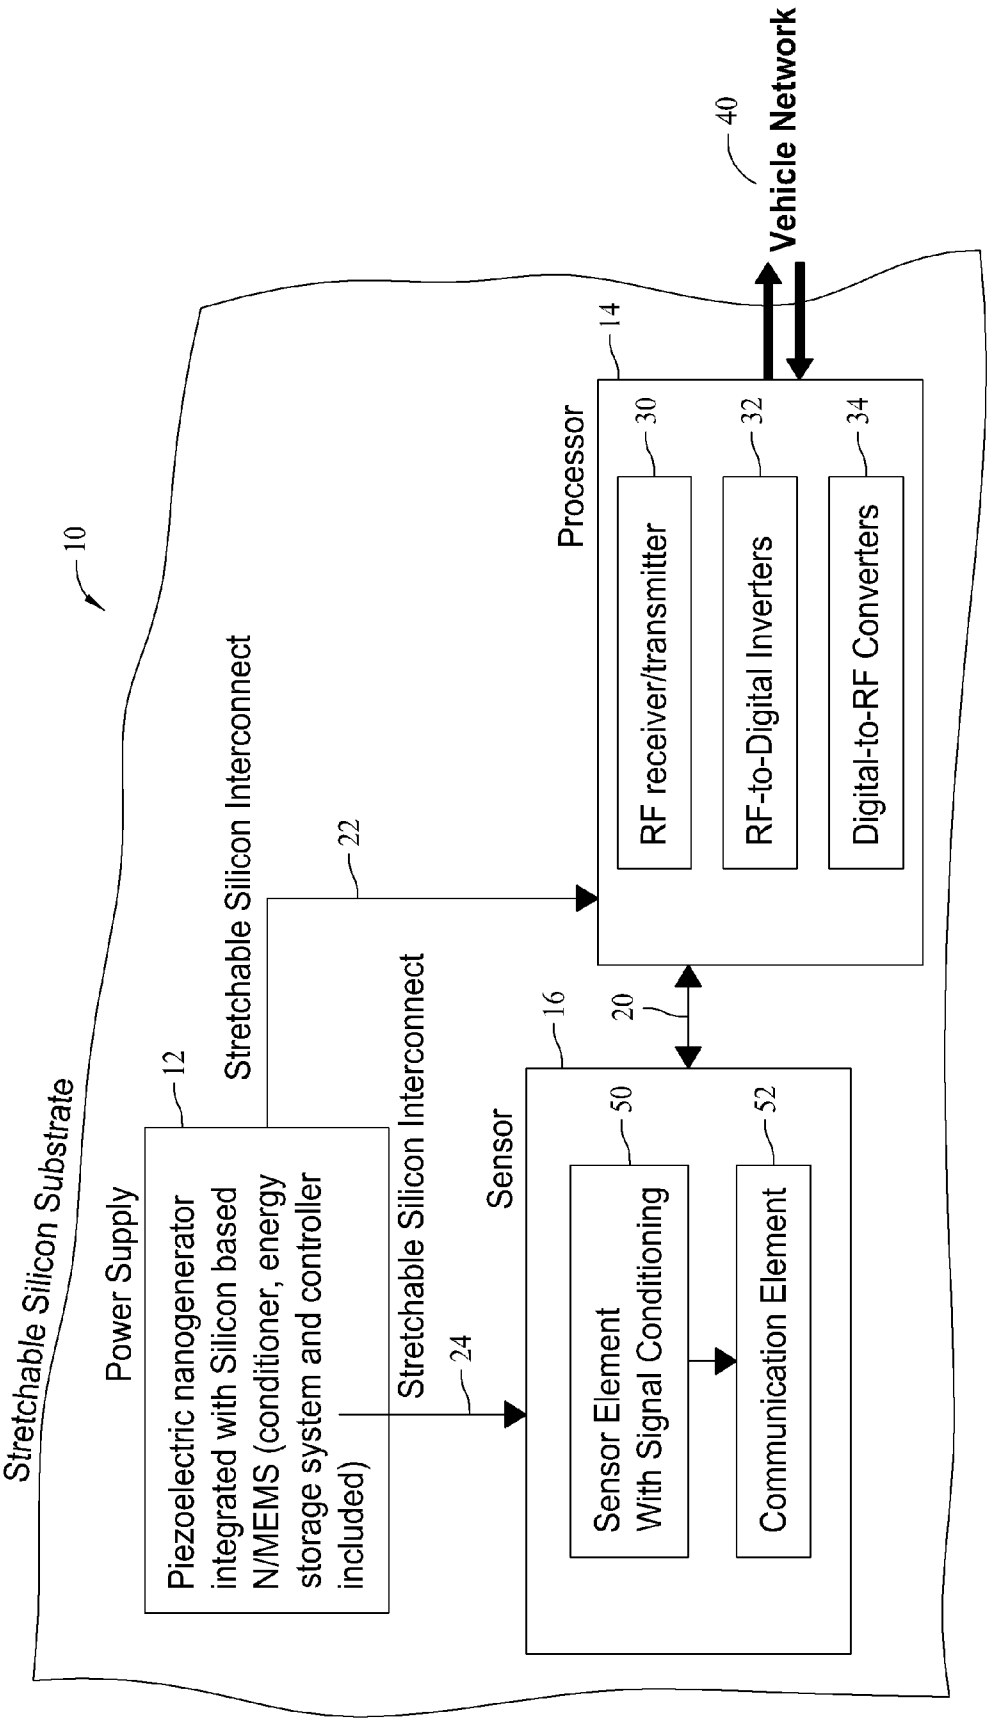 Stretchable Silicon Substrate
10
Power Supply
12
Piezoelectric nanogenerator
integrated with Silicon based
N/MEMS (conditioner, energy
storage system and controller
included)
Stretchable Silicon Interconnect
22
Stretchable Silicon Interconnect
24
Sensor
16
Sensor Element
With Signal Conditioning
50
Communication Element
52
20
Processor
14
RF receiver/transmitter
30
RF-to-Digital Inverters
32
Digital-to-RF Converters
34
40
Vehicle Network